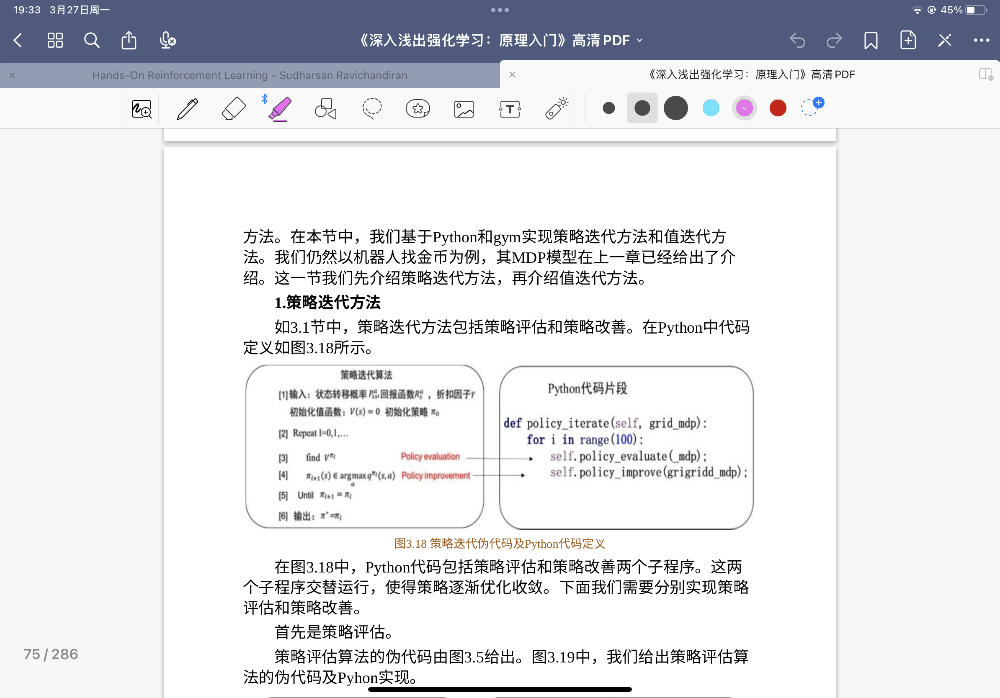 19:33 3月27日周一
45%
《深入浅出强化学习：原理入门》高清PDF
Hands-On Reinforcement Learning - Sudharsan Ravichandiran
《深入浅出强化学习：原理入门》高清PDF
方法。在本节中，我们基于Python和gym实现策略迭代方法和值迭代方
法。我们仍然以机器人找金币为例，其MDP模型在上一章已经给出了介
绍。这一节我们先介绍策略迭代方法，再介绍值迭代方法。
1.策略迭代方法
如3.1节中，策略迭代方法包括策略评估和策略改善。在Python中代码
定义如图3.18所示。
策略迭代算法
[1]输入：状态转移概率 P^a_{ss'}回报函数R^a_s ，折扣因子γ
初始化值函数：V(s) = 0 初始化策略 π_0
[2] Repeat l=0,1,…
[3] find V^{π_l} Policy evaluation
[4] π_{l+1}(s) ∈ argmax_a q^{π_l}(s,a) Policy improvement
[5] Until π_{l+1} = π_l
[6] 输出：π*=π_l
Python代码片段
def policy_iterate(self, grid_mdp):
for i in range(100):
self.policy_evaluate(_mdp);
self.policy_improve(grigridd_mdp);
图3.18 策略迭代伪代码及Python代码定义
在图3.18中，Python代码包括策略评估和策略改善两个子程序。这两
个子程序交替运行，使得策略逐渐优化收敛。下面我们需要分别实现策略
评估和策略改善。
首先是策略评估。
策略评估算法的伪代码由图3.5给出。图3.19中，我们给出策略评估算
法的伪代码及Pyhon实现。
75 / 286